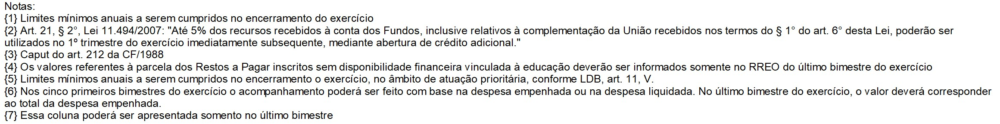 Notas:
{1} Limites mínimos anuais a serem cumpridos no encerramento do exercício
{2} Art. 21, § 2°, Lei 11.494/2007: "Até 5% dos recursos recebidos à conta dos Fundos, inclusive relativos à complementação da União recebidos nos termos do § 1° do art. 6° desta Lei, poderão ser
utilizados no 1º trimestre do exercício imediatamente subsequente, mediante abertura de crédito adicional."
{3} Caput do art. 212 da CF/1988
{4} Os valores referentes à parcela dos Restos a Pagar inscritos sem disponibilidade financeira vinculada à educação deverão ser informados somente no RREO do último bimestre do exercício
{5} Limites mínimos anuais a serem cumpridos no encerramento o exercício, no âmbito de atuação prioritária, conforme LDB, art. 11, V.
{6} Nos cinco primeiros bimestres do exercício o acompanhamento poderá ser feito com base na despesa empenhada ou na despesa liquidada. No último bimestre do exercício, o valor deverá corresponder
ao total da despesa empenhada.
{7} Essa coluna poderá ser apresentada somento no último bimestre